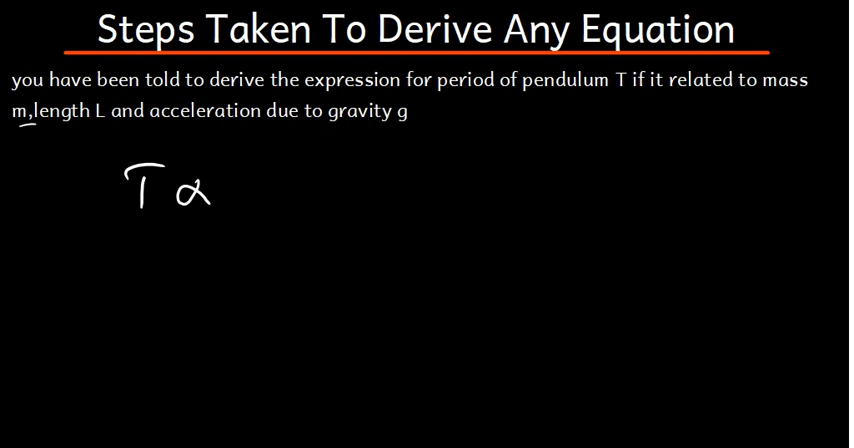 Steps Taken To Derive Any Equation
you have been told to derive the expression for period of pendulum T if it related to mass
m,length L and acceleration due to gravity g
T α